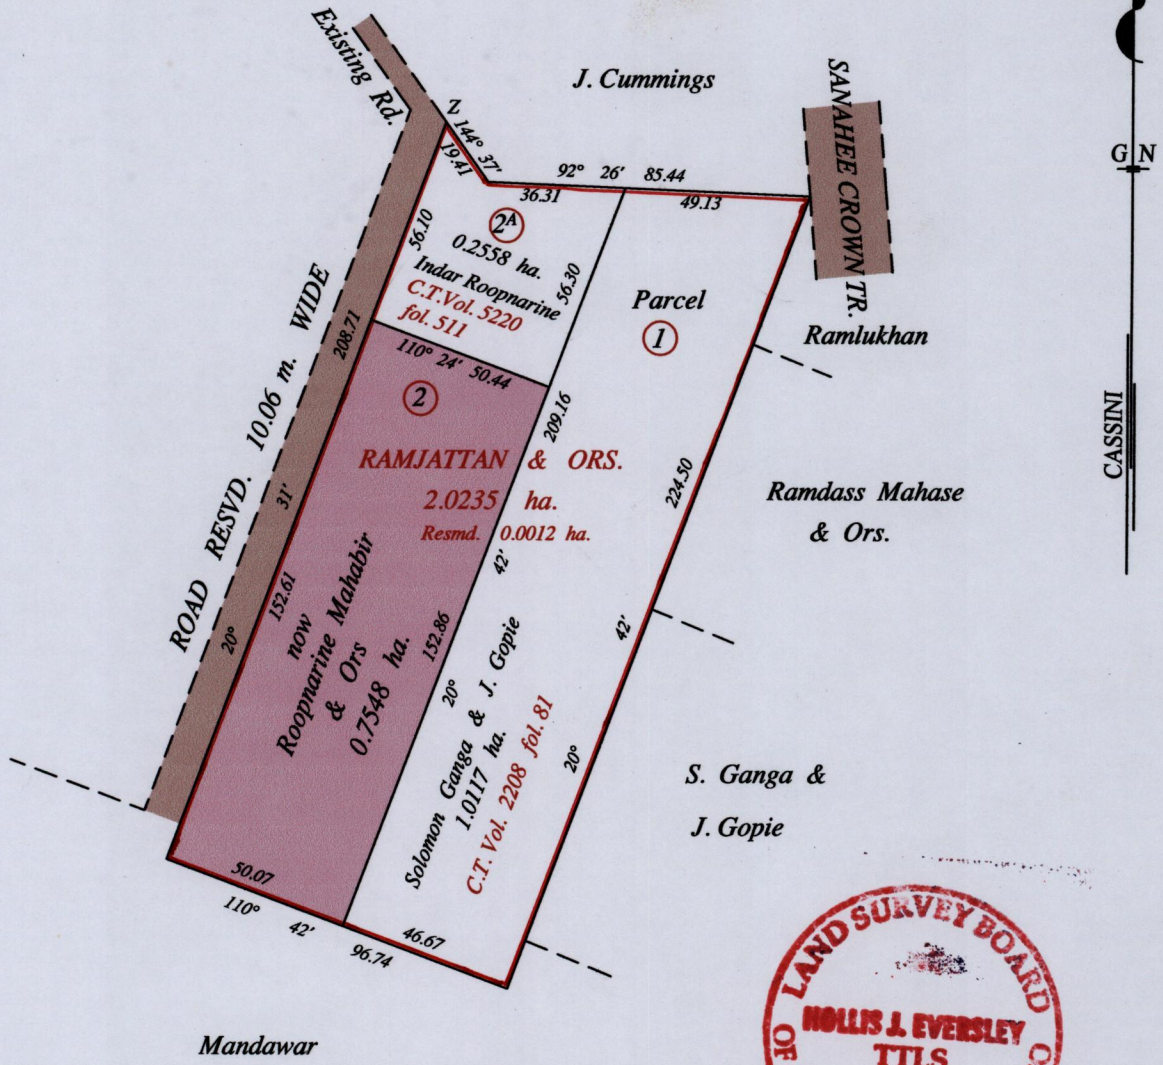 Existing Rd.
J. Cummings
SANAHEE CROWN TR.
G N
Z
144° 37'
19.41
92° 26' 85.44
36.31
49.13
2A
0.2558 ha.
Indar Roopnarine
C.T.Vol. 5220
fol. 511
56.10
56.30
Parcel
1
Ramlukhan
ROAD RESVD. 10.06 m. WIDE
208.71
31'
20°
110° 24' 50.44
2
209.16
42'
20°
RAMJATTAN & ORS.
2.0235 ha.
Resmd. 0.0012 ha.
224.50
42'
20°
Ramdass Mahase
& Ors.
CASSINI
152.61
now
Roopnarine Mahabir
& Ors
0.7548 ha.
152.86
Solomon Ganga & J. Gopie
1.0117 ha.
C.T. Vol. 2208 fol. 81
S. Ganga &
J. Gopie
50.07
110° 42' 96.74
46.67
Mandawar
OF LAND SURVEY BOARD
HOLLIS J. EVERSLEY
TTLS